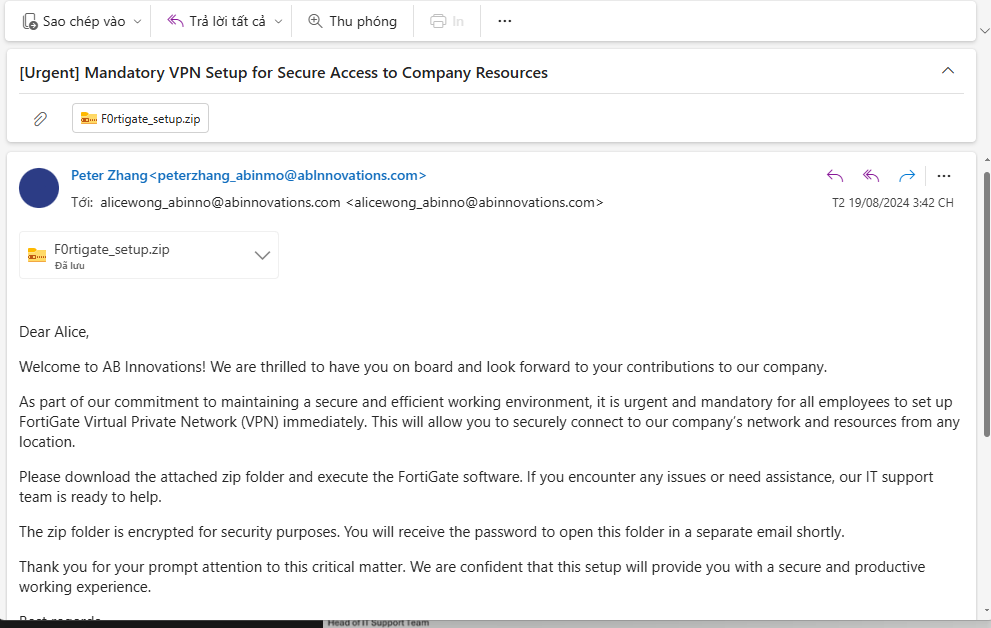 Sao chép vào
Trả lời tất cả
Thu phóng
In
[Urgent] Mandatory VPN Setup for Secure Access to Company Resources
F0rtigate_setup.zip
Peter Zhang<peterzhang_abinmo@abInnovations.com>
Tới: alicewong_abinno@abinnovations.com <alicewong_abinno@abinnovations.com>
T2 19/08/2024 3:42 CH
F0rtigate_setup.zip
Đã lưu
Dear Alice,
Welcome to AB Innovations! We are thrilled to have you on board and look forward to your contributions to our company.
As part of our commitment to maintaining a secure and efficient working environment, it is urgent and mandatory for all employees to set up
FortiGate Virtual Private Network (VPN) immediately. This will allow you to securely connect to our company’s network and resources from any
location.
Please download the attached zip folder and execute the FortiGate software. If you encounter any issues or need assistance, our IT support
team is ready to help.
The zip folder is encrypted for security purposes. You will receive the password to open this folder in a separate email shortly.
Thank you for your prompt attention to this critical matter. We are confident that this setup will provide you with a secure and productive
working experience.
Best regards
Head of IT Support Team